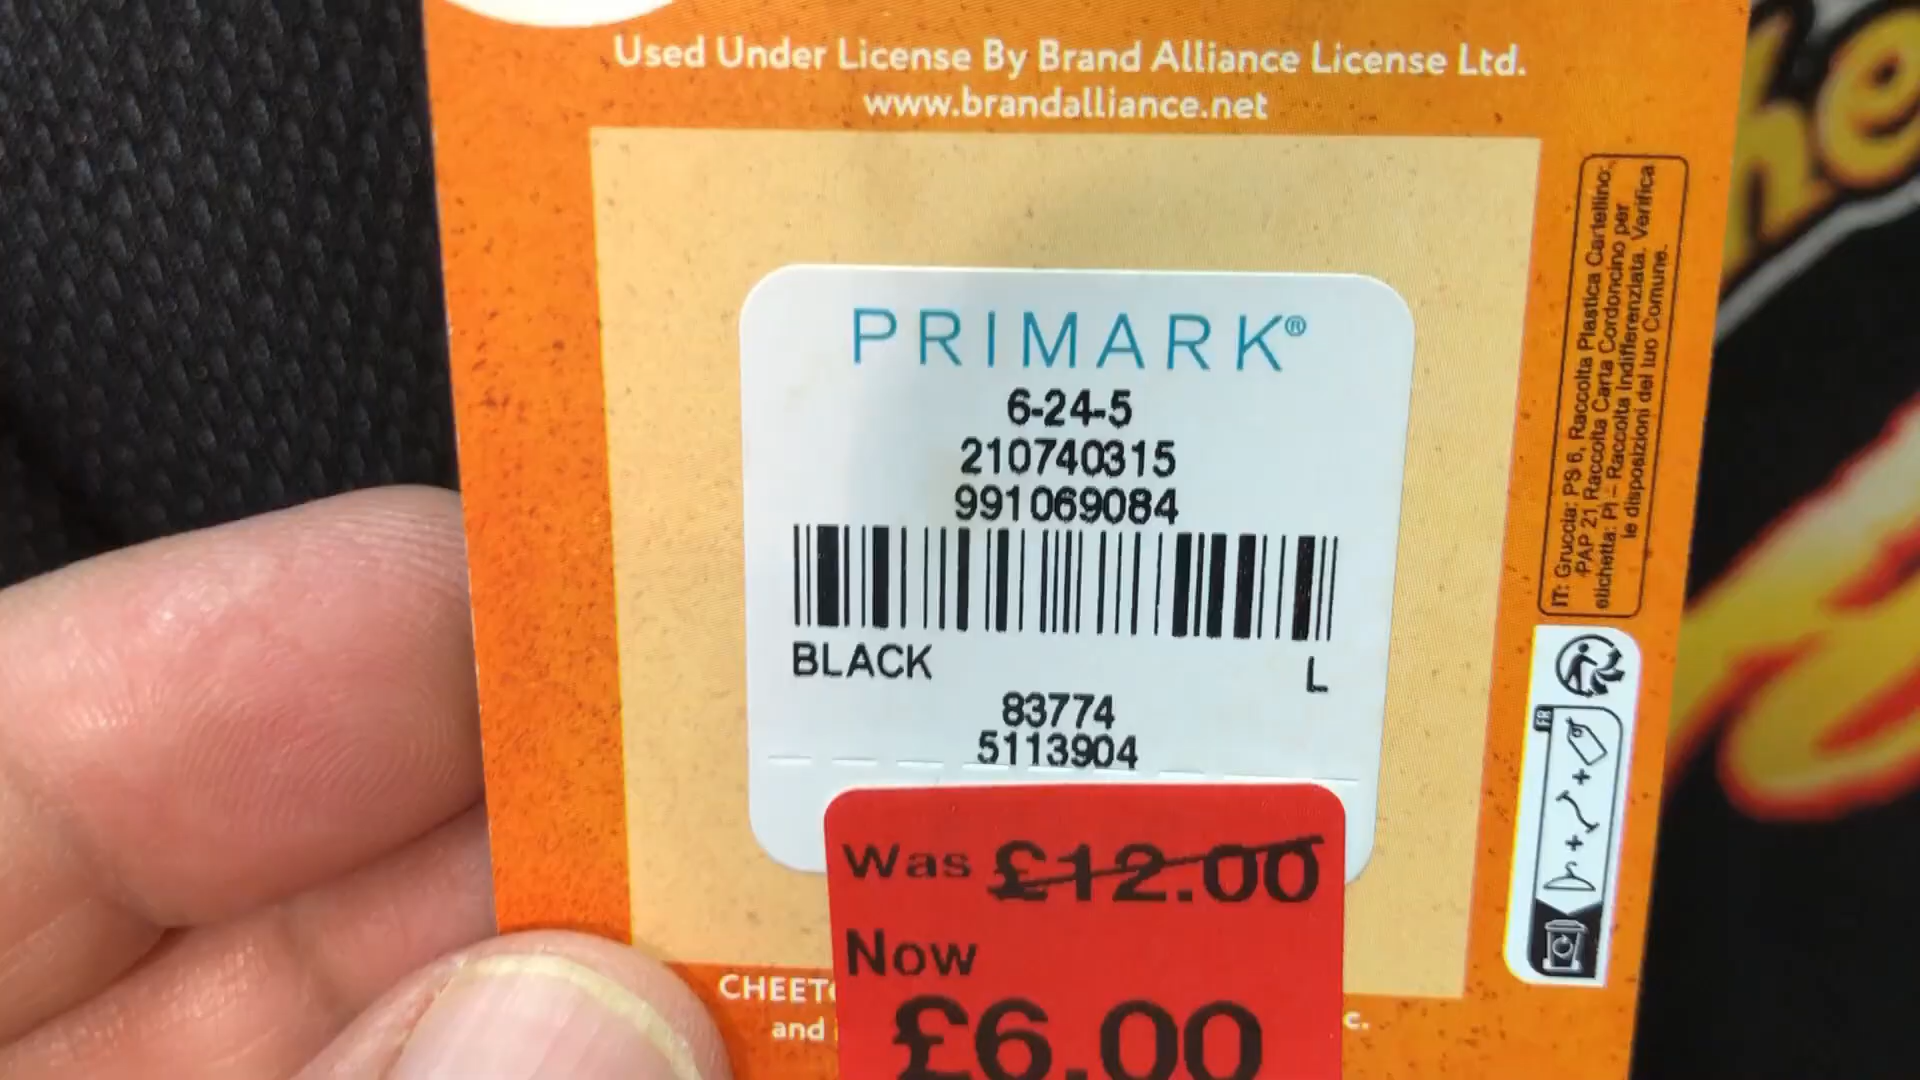 Used Under License By Brand Alliance License Ltd.
www.brandalliance.net
PRIMARK®
6-24-5
210740315
991069084
BLACK
L
83774
5113904
Was £12.00
Now
£6.00
CHEETO
and
c.
IT: Gruccia: PS 6, Raccolta Plastica Cartellino:
PAP 21 Raccolta Carta Cordoncino per
etichetta: PI - Raccolta Indifferenziata. Verifica
le disposizioni del tuo Comune.
FR
he